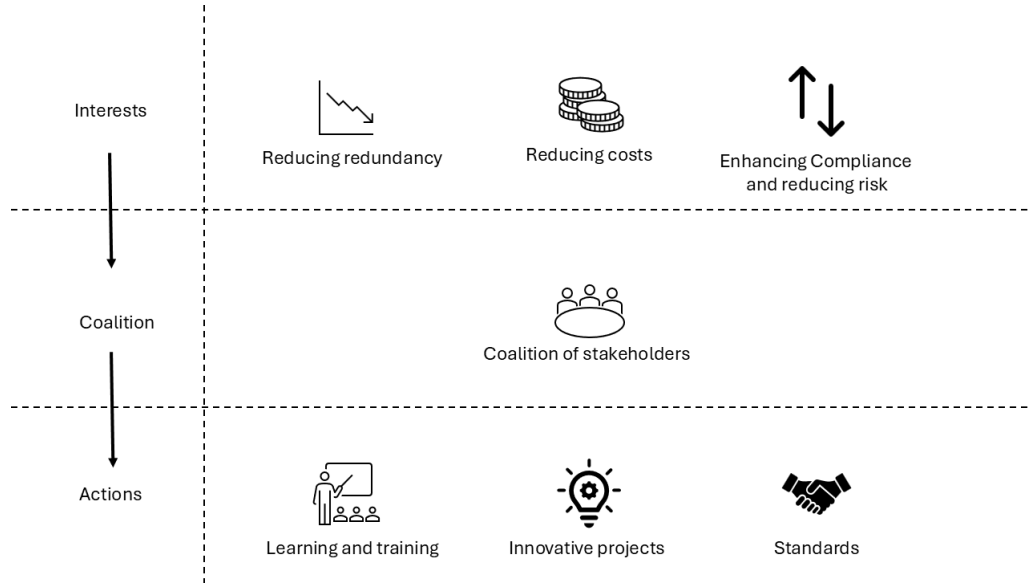 Interests
Reducing redundancy
Reducing costs
Enhancing Compliance
and reducing risk
Coalition
Coalition of stakeholders
Actions
Learning and training
Innovative projects
Standards